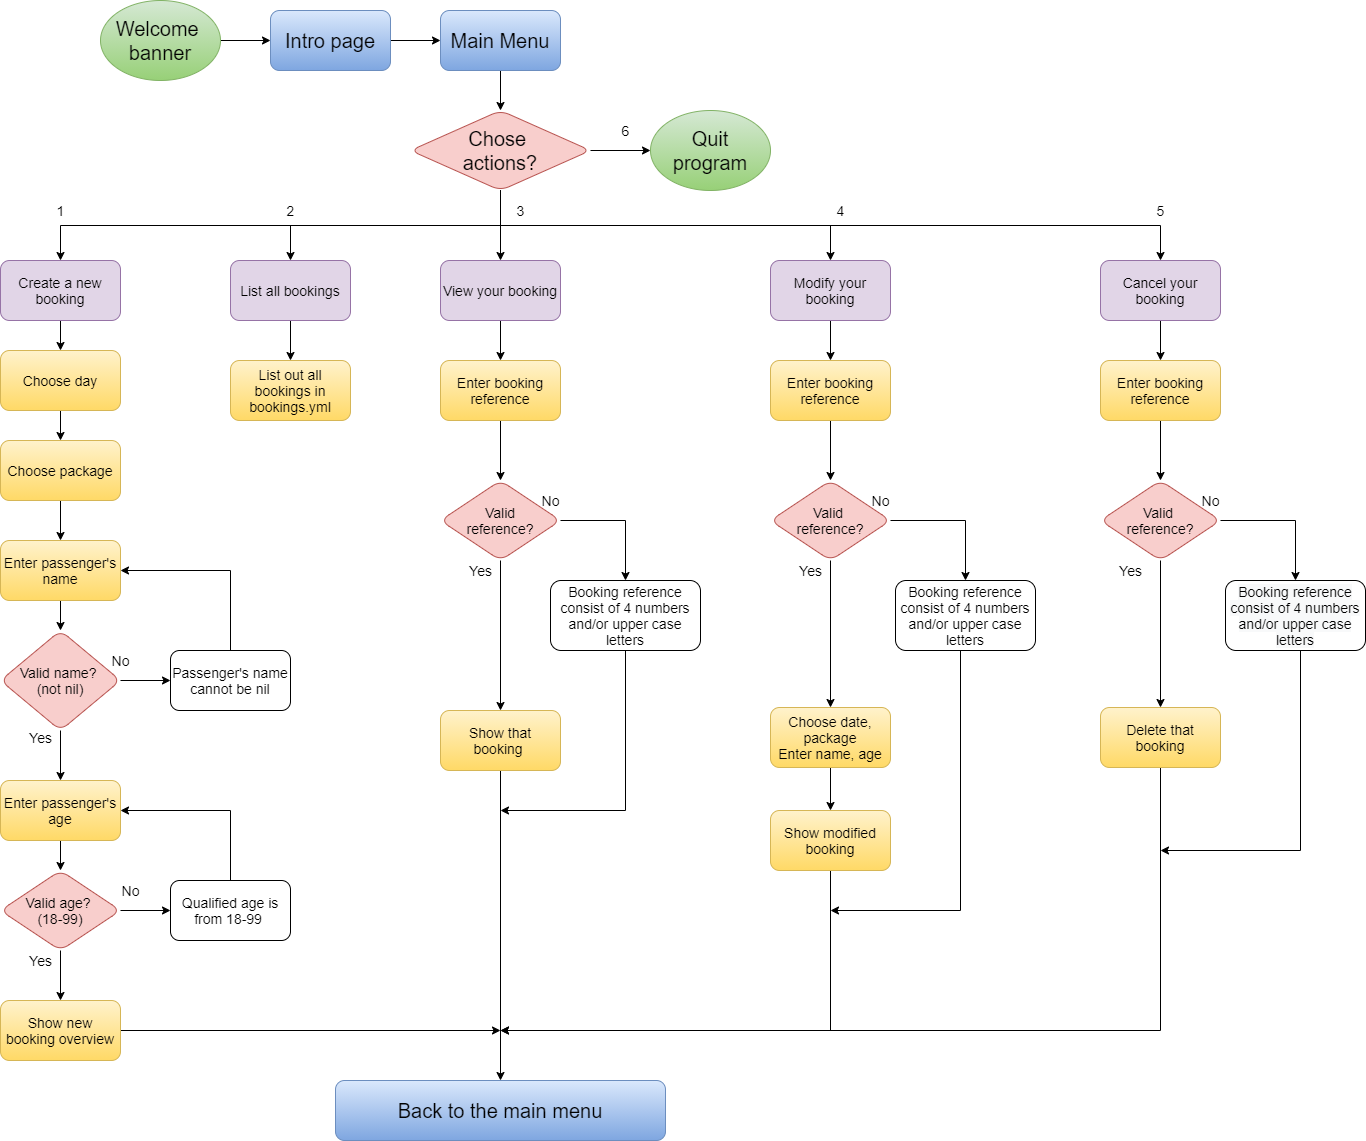 Welcome
banner
Intro page
Main Menu
Chose
actions?
6
Quit
program
1
2
3
4
5
Create a new
booking
List all bookings
View your booking
Modify your
booking
Cancel your
booking
Choose day
List out all
bookings in
bookings.yml
Enter booking
reference
Enter booking
reference
Enter booking
reference
Choose package
Valid
reference?
No
Yes
Valid
reference?
No
Yes
Valid
reference?
No
Yes
Enter passenger's
name
Booking reference
consist of 4 numbers
and/or upper case
letters
Booking reference
consist of 4 numbers
and/or upper case
letters
Booking reference
consist of 4 numbers
and/or upper case
letters
Valid name?
(not nil)
No
Passenger's name
cannot be nil
Yes
Show that
booking
Choose date,
package
Enter name, age
Delete that
booking
Enter passenger's
age
Show modified
booking
Valid age?
(18-99)
No
Qualified age is
from 18-99
Yes
Show new
booking overview
Back to the main menu